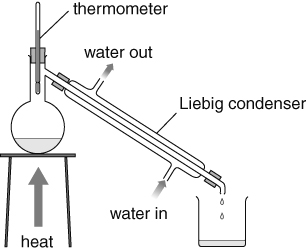 thermometer
water out
Liebig condenser
water in
heat